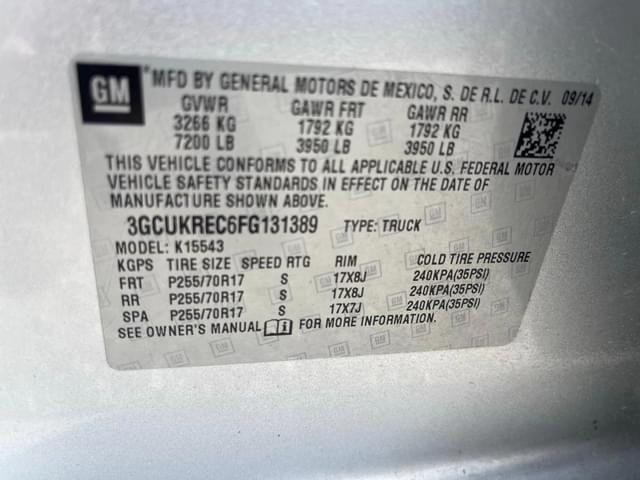 GM *MFD BY GENERAL MOTORS DE MEXICO, S. DE R.L. DE C.V. 09/14
GVWR GAWR FRT GAWR RR
3266 KG 1792 KG 1792 KG
7200 LB 3950 LB 3950 LB
THIS VEHICLE CONFORMS TO ALL APPLICABLE U.S. FEDERAL MOTOR
VEHICLE SAFETY STANDARDS IN EFFECT ON THE DATE OF
MANUFACTURE SHOWN ABOVE.
3GCUKREC6FG131389 TYPE: TRUCK
MODEL: K15543
KGPS TIRE SIZE SPEED RTG RIM COLD TIRE PRESSURE
FRT P255/70R17 S 17X8J 240KPA(35PSI)
RR P255/70R17 S 17X8J 240KPA(35PSI)
SPA P255/70R17 S 17X7J 240KPA(35PSI)
SEE OWNER'S MANUAL FOR MORE INFORMATION.